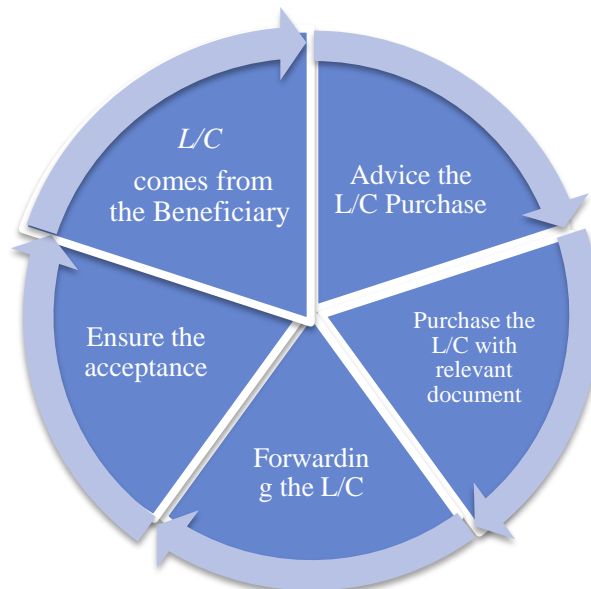 L/C
comes from
the Beneficiary
Advice the
L/C Purchase
Purchase the
L/C with
relevant
document
Forwardin
g the L/C
Ensure the
acceptance